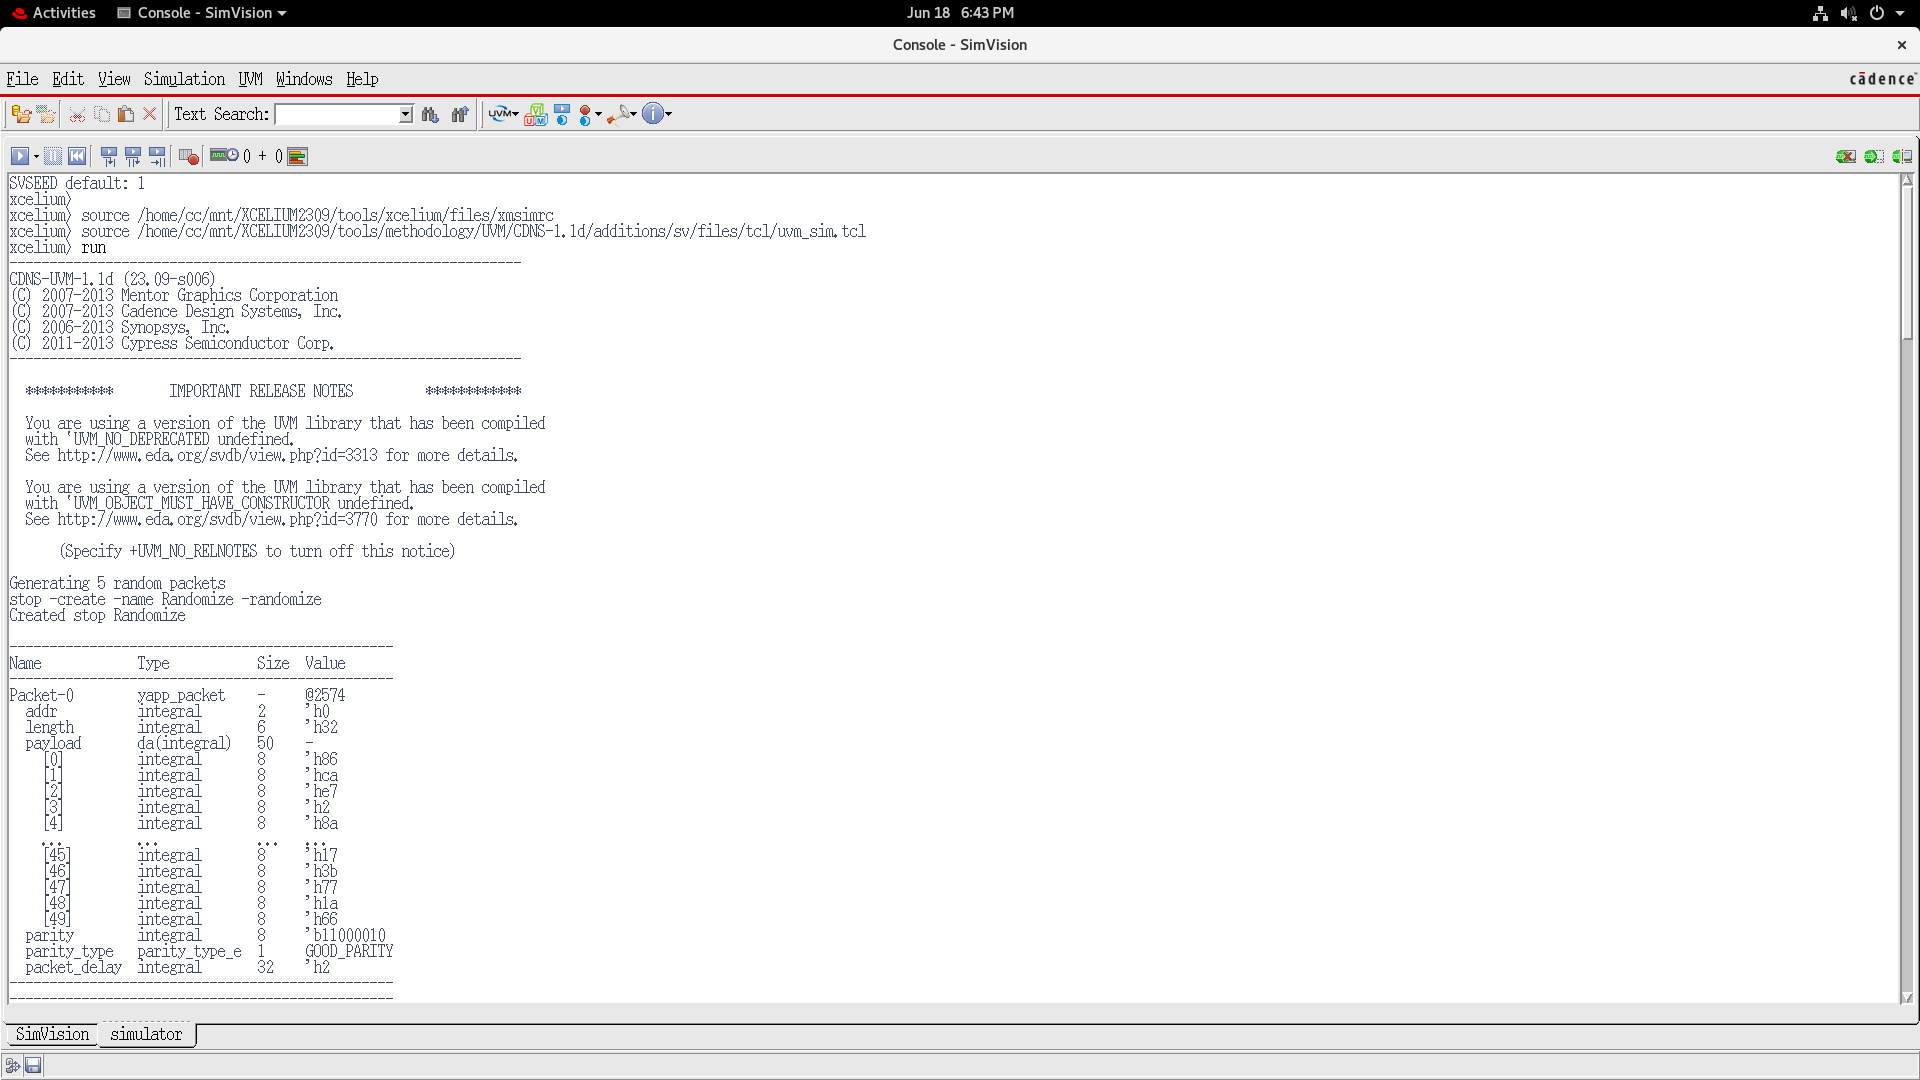 Activities Console - SimVision Jun 18 6:43 PM
Console - SimVision
File Edit View Simulation UVM Windows Help cādence
Text Search: UVM
0 + 0
SVSEED default: 1
xcelium>
xcelium> source /home/cc/mnt/XCELIUM2309/tools/xcelium/files/xmsimrc
xcelium> source /home/cc/mnt/XCELIUM2309/tools/methodology/UVM/CDNS-1.1d/additions/sv/files/tcl/uvm_sim.tcl
xcelium> run
----------------------------------------------------------------
CDNS-UVM-1.1d (23.09-s006)
(C) 2007-2013 Mentor Graphics Corporation
(C) 2007-2013 Cadence Design Systems, Inc.
(C) 2006-2013 Synopsys, Inc.
(C) 2011-2013 Cypress Semiconductor Corp.
----------------------------------------------------------------
*********** IMPORTANT RELEASE NOTES ************
You are using a version of the UVM library that has been compiled
with `UVM_NO_DEPRECATED undefined.
See http://www.eda.org/svdb/view.php?id=3313 for more details.
You are using a version of the UVM library that has been compiled
with `UVM_OBJECT_MUST_HAVE_CONSTRUCTOR undefined.
See http://www.eda.org/svdb/view.php?id=3770 for more details.
(Specify +UVM_NO_RELNOTES to turn off this notice)
Generating 5 random packets
stop -create -name Randomize -randomize
Created stop Randomize
------------------------------------------------
Name Type Size Value
------------------------------------------------
Packet-0 yapp_packet - @2574
addr integral 2 'h0
length integral 6 'h32
payload da(integral) 50 -
[0] integral 8 'h86
[1] integral 8 'hca
[2] integral 8 'he7
[3] integral 8 'h2
[4] integral 8 'h8a
... ... ... ...
[45] integral 8 'h17
[46] integral 8 'h3b
[47] integral 8 'h77
[48] integral 8 'h1a
[49] integral 8 'h66
parity integral 8 'b11000010
parity_type parity_type_e 1 GOOD_PARITY
packet_delay integral 32 'h2
------------------------------------------------
------------------------------------------------
SimVision simulator